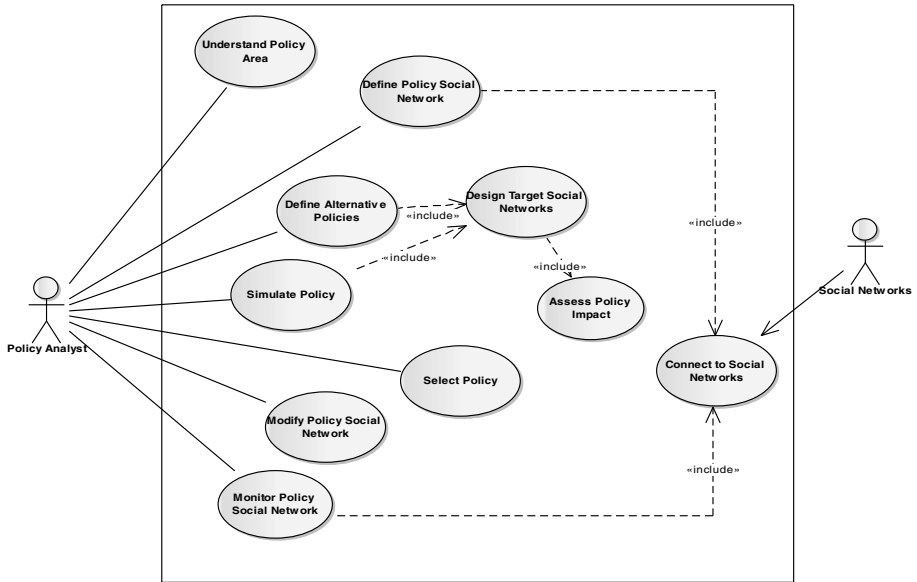 Understand Policy
Area
Define Policy Social
Network
Define Alternative
Policies
«include»
Design Target Social
Networks
«include»
Simulate Policy
«include»
«include»
Assess Policy
Impact
Social Networks
Policy Analyst
Connect to Social
Networks
Select Policy
Modify Policy Social
Network
«include»
Monitor Policy
Social Network